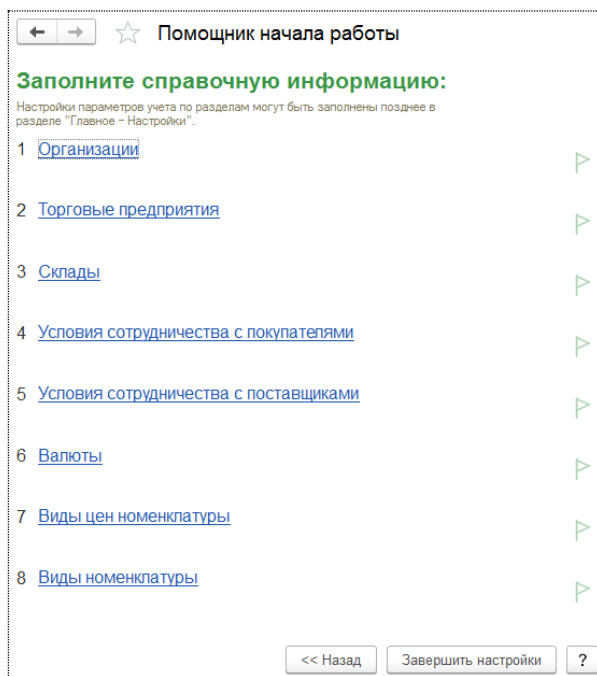 Помощник начала работы
Заполните справочную информацию:
Настройки параметров учета по разделам могут быть заполнены позднее в
разделе "Главное - Настройки".
1 Организации
2 Торговые предприятия
3 Склады
4 Условия сотрудничества с покупателями
5 Условия сотрудничества с поставщиками
6 Валюты
7 Виды цен номенклатуры
8 Виды номенклатуры
<< Назад Завершить настройки ?